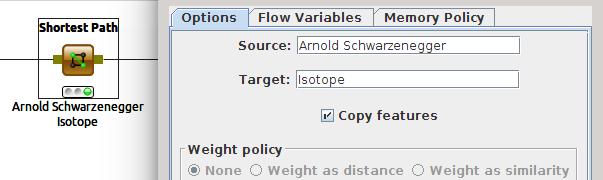 Shortest Path
Arnold Schwarzenegger
Isotope
Options Flow Variables Memory Policy
Source: Arnold Schwarzenegger
Target: Isotope
Copy features
Weight policy
None Weight as distance Weight as similarity